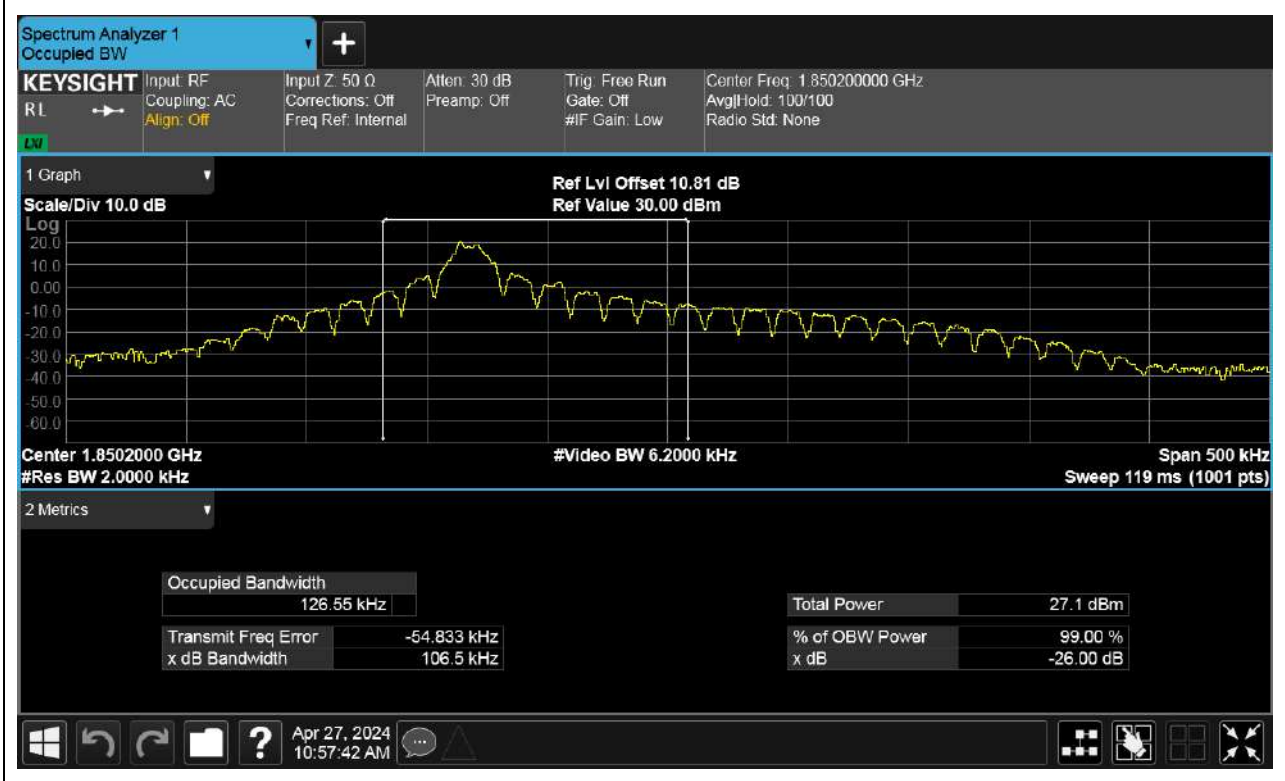 Spectrum Analyzer 1
Occupied BW
+
KEYSIGHT
RL
LXI
Input: RF
Coupling: AC
Align: Off
Input Z: 50 Ω
Corrections: Off
Freq Ref: Internal
Atten: 30 dB
Preamp: Off
Trig: Free Run
Gate: Off
#IF Gain: Low
Center Freq: 1.850200000 GHz
Avg|Hold: 100/100
Radio Std: None
1 Graph
Ref Lvl Offset 10.81 dB
Scale/Div 10.0 dB
Ref Value 30.00 dBm
Log
20.0
10.0
0.00
-10.0
-20.0
-30.0
-40.0
-50.0
-60.0
Center 1.8502000 GHz
#Video BW 6.2000 kHz
Span 500 kHz
#Res BW 2.0000 kHz
Sweep 119 ms (1001 pts)
2 Metrics
Occupied Bandwidth
126.55 kHz
Total Power 27.1 dBm
Transmit Freq Error -54.833 kHz
% of OBW Power 99.00 %
x dB Bandwidth 106.5 kHz
x dB -26.00 dB
?
Apr 27, 2024
10:57:42 AM